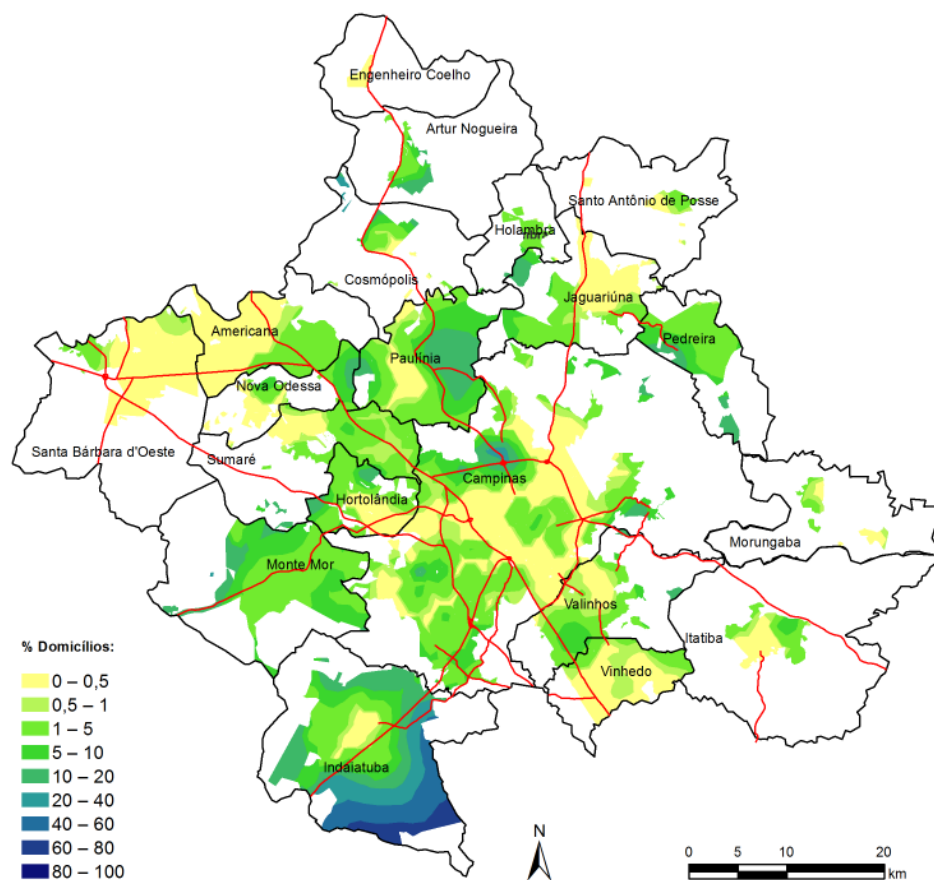 Engenheiro Coelho
Artur Nogueira
Santo Antônio de Posse
Holambra
Cosmópolis
Jaguariúna
Americana
Pedreira
Paulínia
Nova Odessa
Santa Bárbara d'Oeste
Sumaré
Campinas
Hortolândia
Morungaba
Monte Mor
Valinhos
Itatiba
Vinhedo
Indaiatuba
% Domicílios:
0 – 0,5
0,5 – 1
1 – 5
5 – 10
10 – 20
20 – 40
40 – 60
60 – 80
80 – 100
N
0 5 10 20
km